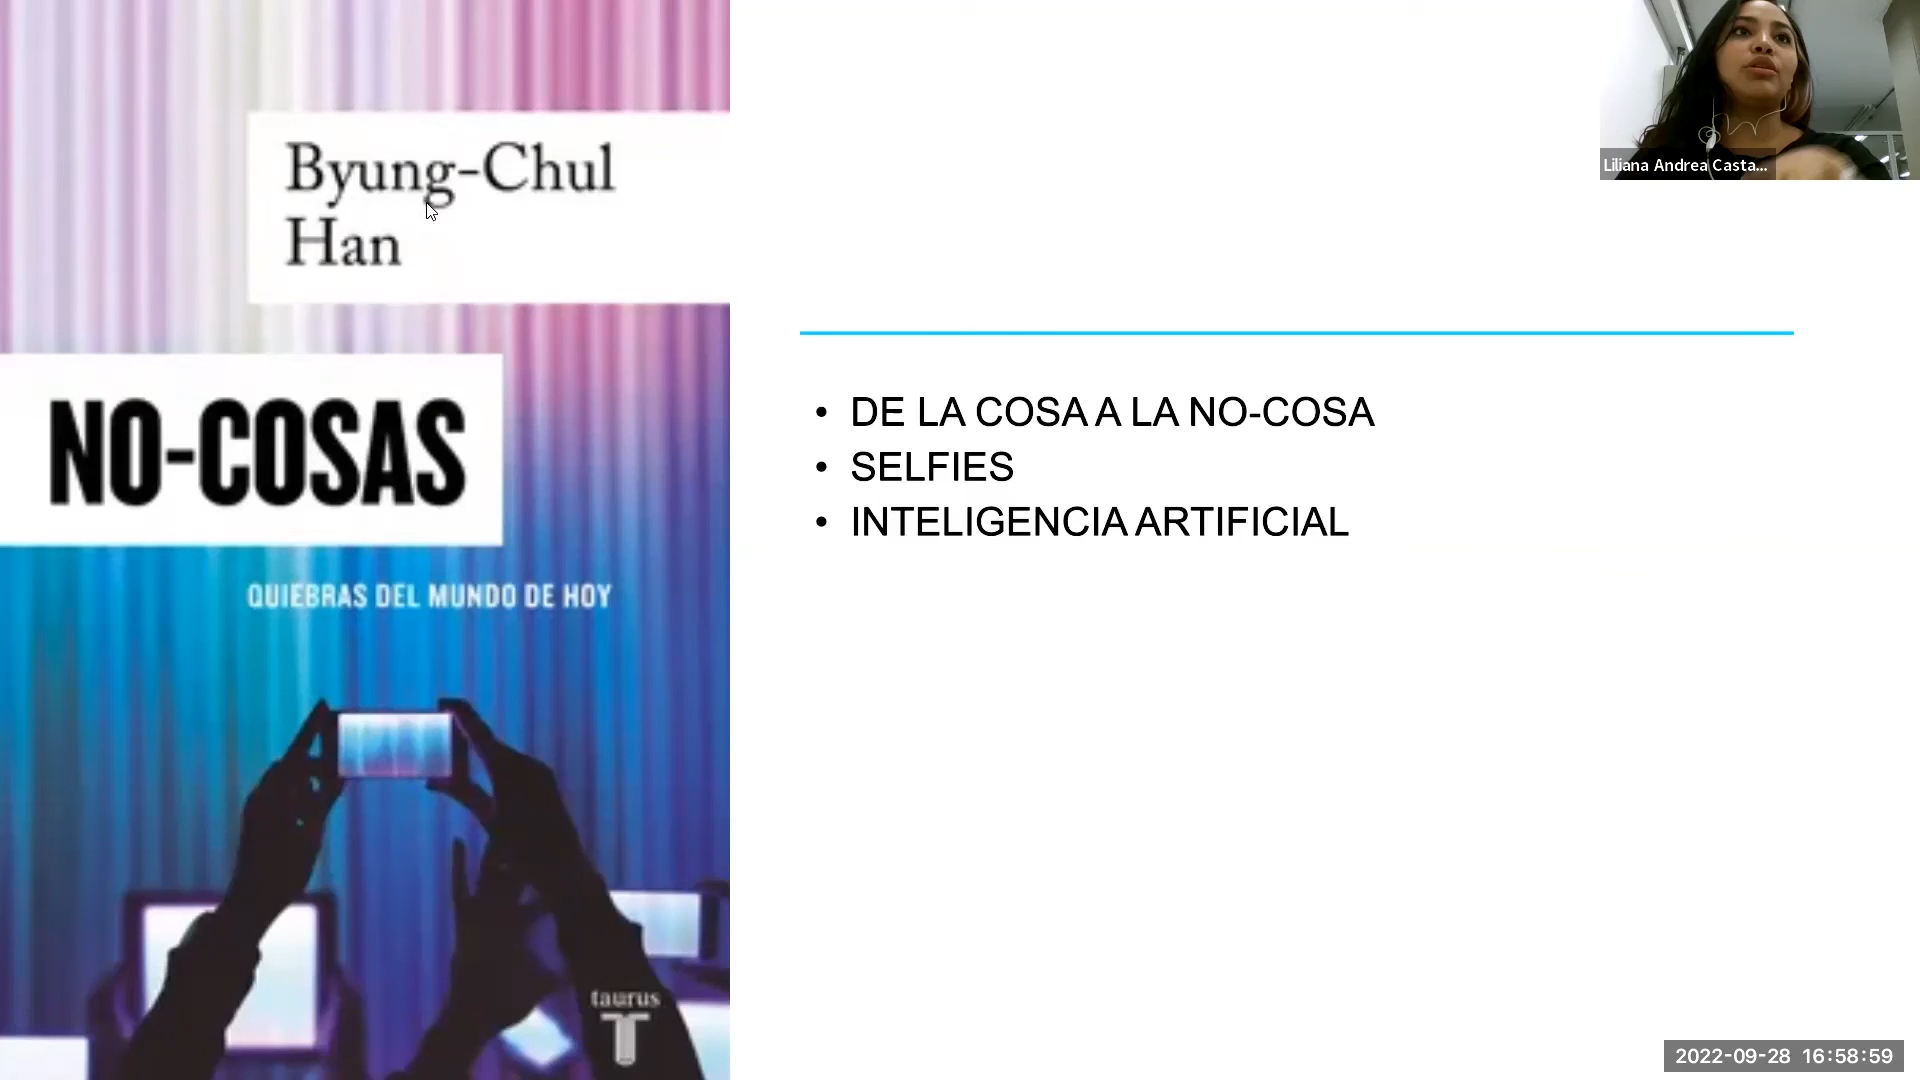 Byung-Chul
Han
NO-COSAS
QUIEBRAS DEL MUNDO DE HOY
taurus
T
• DE LA COSA A LA NO-COSA
• SELFIES
• INTELIGENCIA ARTIFICIAL
Liliana Andrea Casta...
2022-09-28 16:58:59